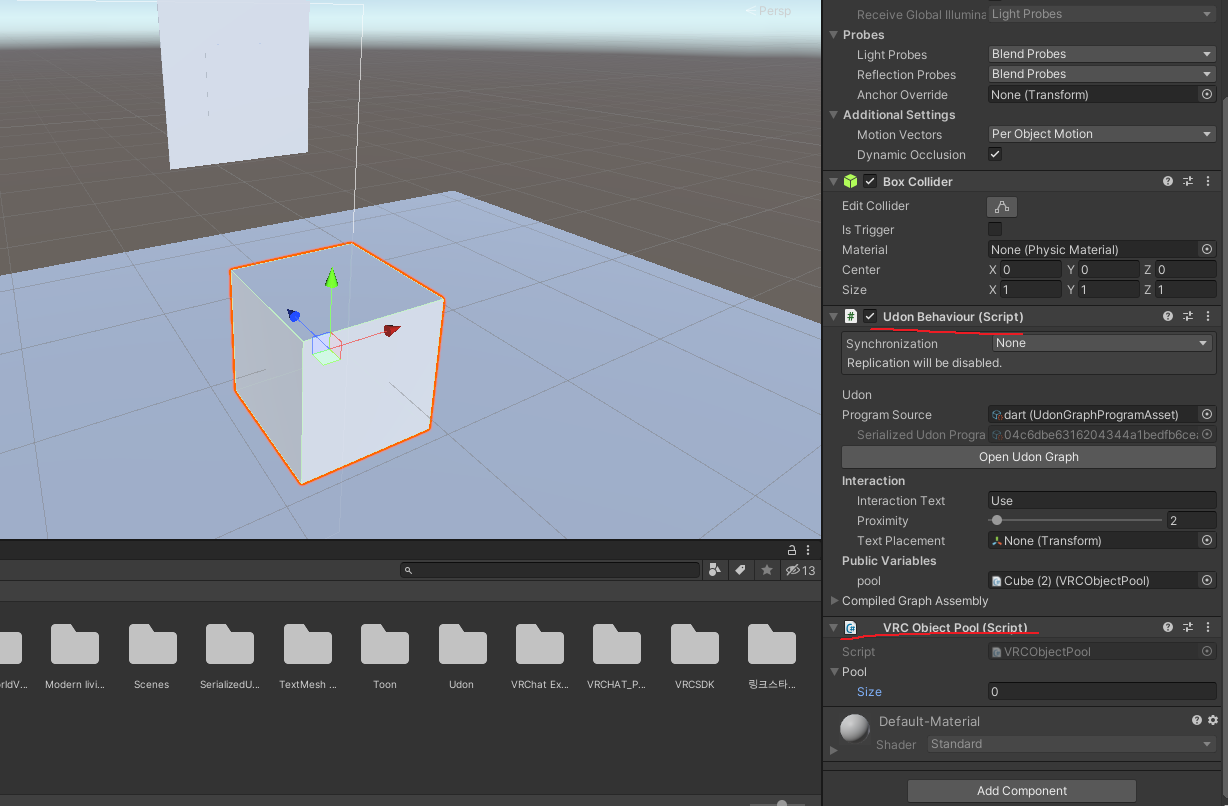 Persp
Receive Global Illumina Light Probes
Probes
Light Probes Blend Probes
Reflection Probes Blend Probes
Anchor Override None (Transform)
Additional Settings
Motion Vectors Per Object Motion
Dynamic Occlusion
Box Collider
Edit Collider
Is Trigger
Material None (Physic Material)
Center X 0 Y 0 Z 0
Size X 1 Y 1 Z 1
Udon Behaviour (Script)
Synchronization None
Replication will be disabled.
Udon
Program Source dart (UdonGraphProgramAsset)
Serialized Udon Progra 04c6dbe6316204344a1bedfb6cea
Open Udon Graph
Interaction
Interaction Text Use
Proximity 2
Text Placement None (Transform)
Public Variables
pool Cube (2) (VRCObjectPool)
Compiled Graph Assembly
VRC Object Pool (Script)
Script VRCObjectPool
Pool
Size 0
Default-Material
Shader Standard
Add Component
13
rldV... Modern livi... Scenes SerializedU... TextMesh ... Toon Udon VRChat Ex... VRCHAT_P... VRCSDK 링크스타...